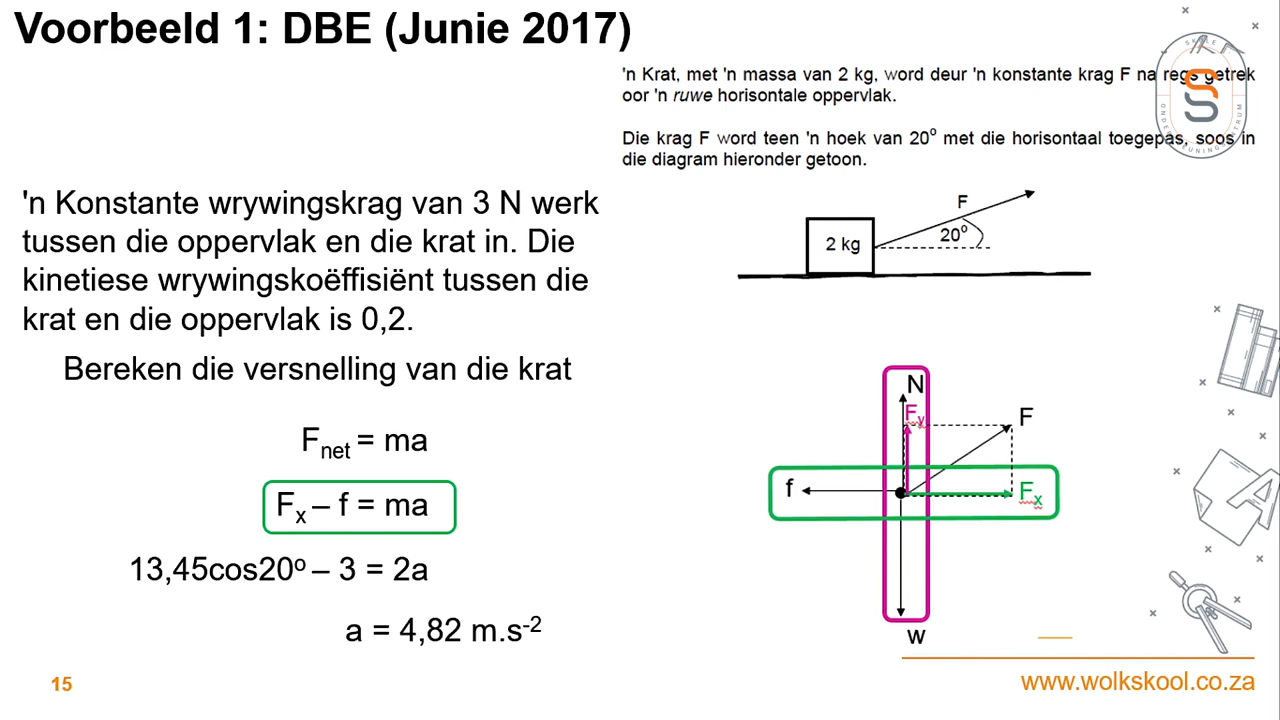 Voorbeeld 1: DBE (Junie 2017)
'n Krat, met 'n massa van 2 kg, word deur 'n konstante krag F na regs getrek
oor 'n ruwe horisontale oppervlak.
Die krag F word teen 'n hoek van 20° met die horisontaal toegepas, soos in
die diagram hieronder getoon.
'n Konstante wrywingskrag van 3 N werk
tussen die oppervlak en die krat in. Die
kinetiese wrywingskoëffisiënt tussen die
krat en die oppervlak is 0,2.
F
20°
2 kg
Bereken die versnelling van die krat
Fnet = ma
Fx – f = ma
13,45cos20º – 3 = 2a
a = 4,82 m.s-2
N
Fy
F
f
Fx
w
15
www.wolkskool.co.za